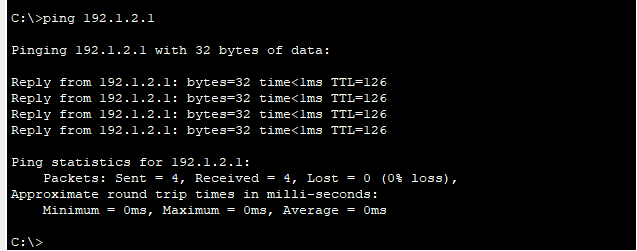 C:\>ping 192.1.2.1
Pinging 192.1.2.1 with 32 bytes of data:
Reply from 192.1.2.1: bytes=32 time<1ms TTL=126
Reply from 192.1.2.1: bytes=32 time<1ms TTL=126
Reply from 192.1.2.1: bytes=32 time<1ms TTL=126
Reply from 192.1.2.1: bytes=32 time<1ms TTL=126
Ping statistics for 192.1.2.1:
    Packets: Sent = 4, Received = 4, Lost = 0 (0% loss),
Approximate round trip times in milli-seconds:
    Minimum = 0ms, Maximum = 0ms, Average = 0ms
C:\>